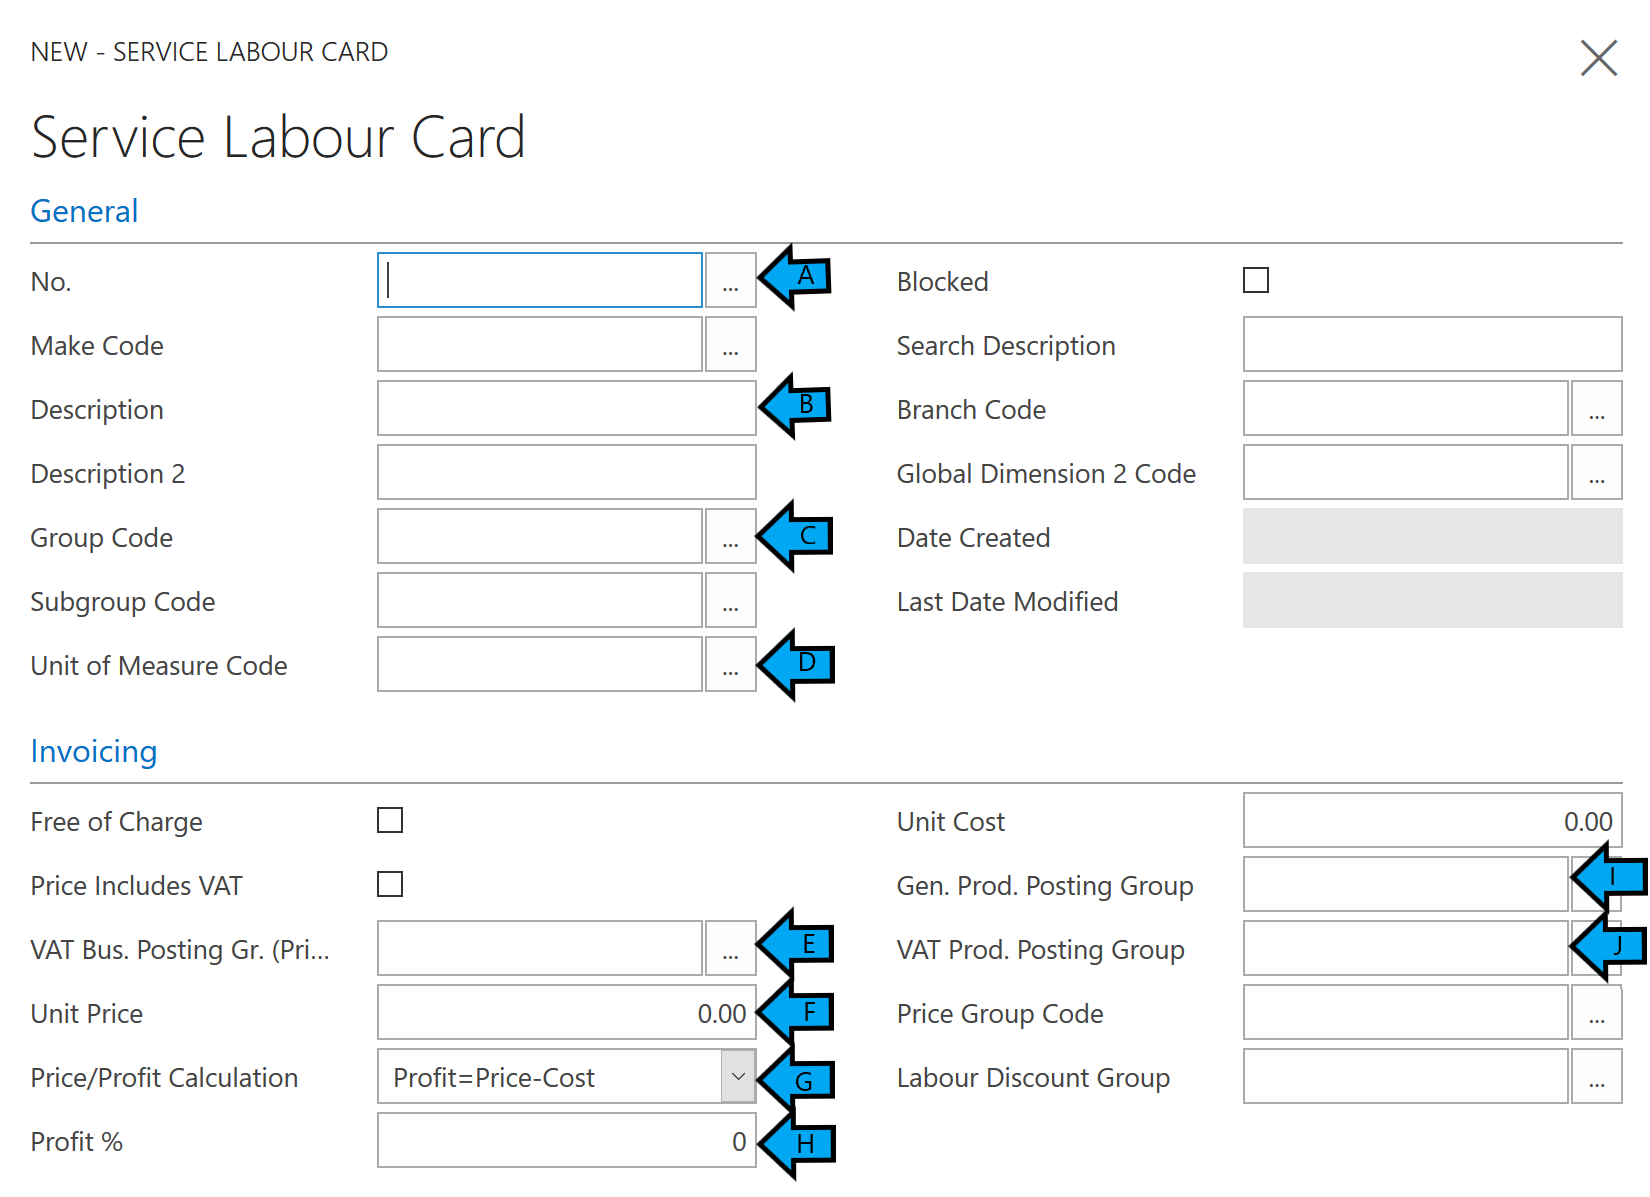 NEW - SERVICE LABOUR CARD
Service Labour Card
General
No. ... A
Blocked
Make Code ...
Search Description
Description B
Branch Code ...
Description 2
Global Dimension 2 Code ...
Group Code ... C
Date Created
Subgroup Code ...
Last Date Modified
Unit of Measure Code ... D
Invoicing
Free of Charge
Unit Cost 0.00
Price Includes VAT
Gen. Prod. Posting Group I
VAT Bus. Posting Gr. (Pri... ... E
VAT Prod. Posting Group J
Unit Price 0.00 F
Price Group Code ...
Price/Profit Calculation Profit=Price-Cost G
Labour Discount Group ...
Profit % 0 H